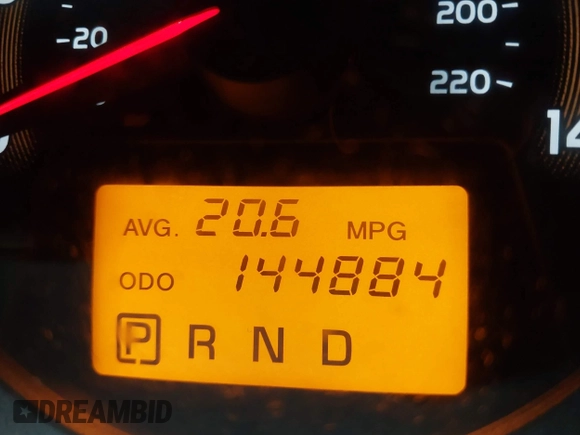 -20
200
220
14
AVG. 20.6 MPG
ODO 144884
P R N D
DREAMBID